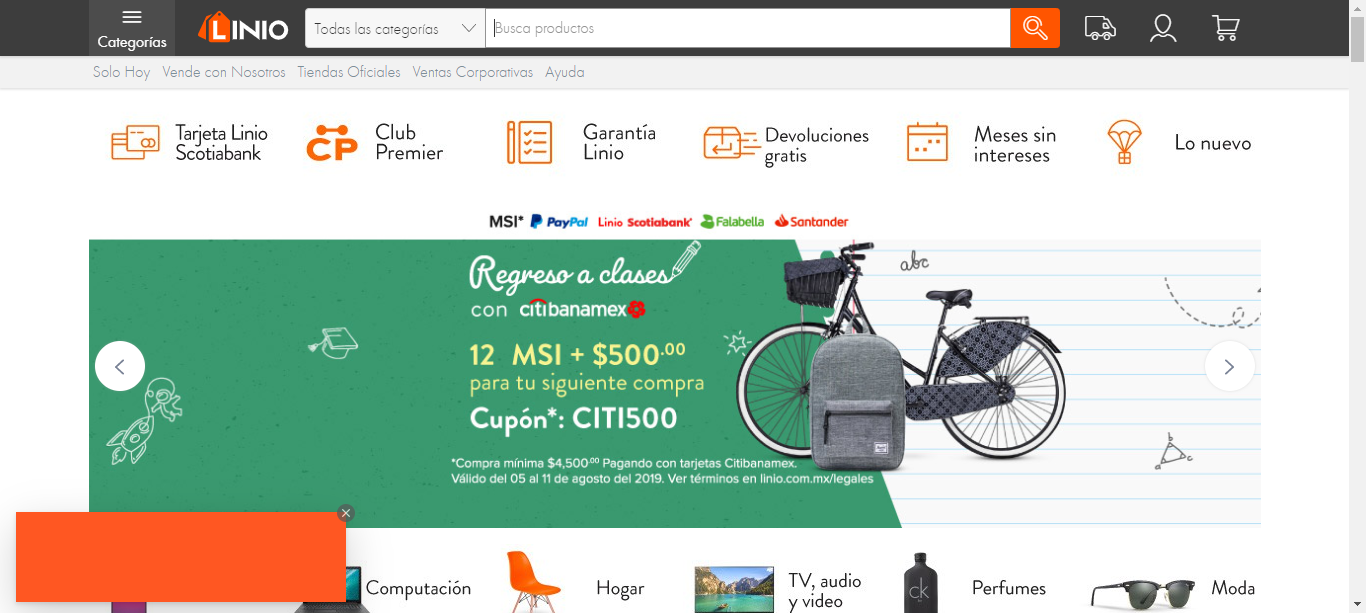 Categorías
LINIO
Todas las categorías
Busca productos
Solo Hoy Vende con Nosotros Tiendas Oficiales Ventas Corporativas Ayuda
Tarjeta Linio
Scotiabank
CP
Club
Premier
Garantía
Linio
Devoluciones
gratis
Meses sin
intereses
Lo nuevo
MSI* PayPal Linio Scotiabank Falabella Santander
Regreso a clases
con citibanamex
12 MSI + $500.00
para tu siguiente compra
Cupón*: CITI500
*Compra mínima $4,500.00 Pagando con tarjetas Citibanamex.
Válido del 05 al 11 de agosto del 2019. Ver términos en linio.com.mx/legales
abc
b
a
c
Computación
Hogar
TV, audio
y video
ck
Perfumes
Moda